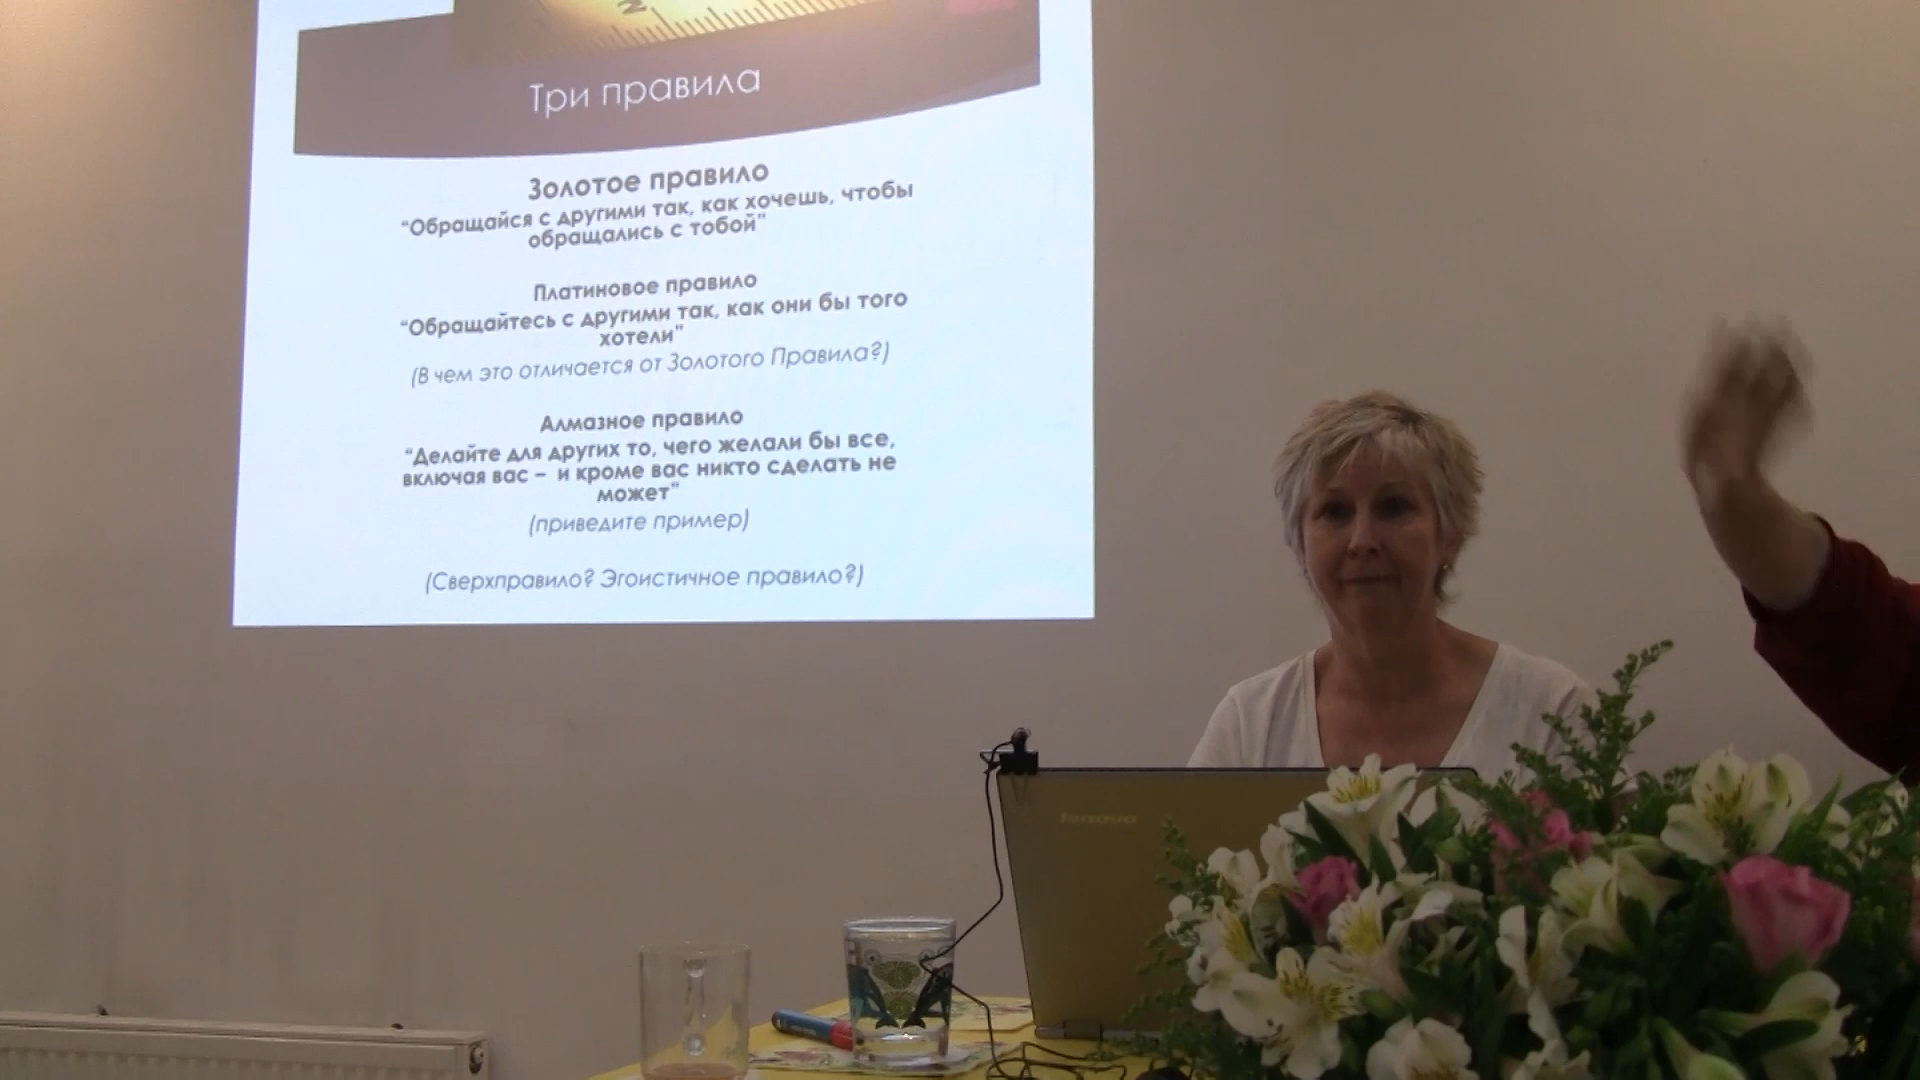 2
Три правила
Золотое правило
“Обращайся с другими так, как хочешь, чтобы
обращались с тобой”
Платиновое правило
“Обращайтесь с другими так, как они бы того
хотели”
(В чем это отличается от Золотого Правила?)
Алмазное правило
“Делайте для других то, чего желали бы все,
включая вас – и кроме вас никто сделать не
может”
(приведите пример)
(Сверхправило? Эгоистичное правило?)
lenovo